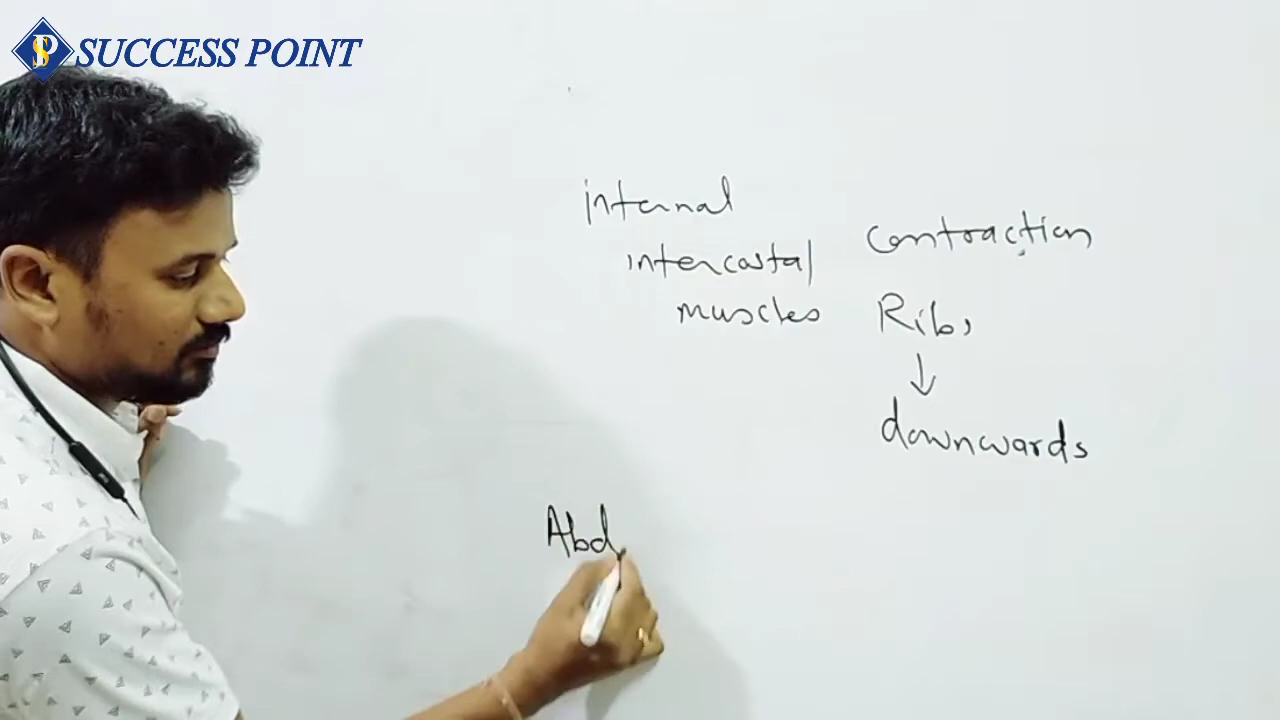 SUCCESS POINT
internal
intercostal
muscles
contraction
Ribs
↓
downwards
Abd